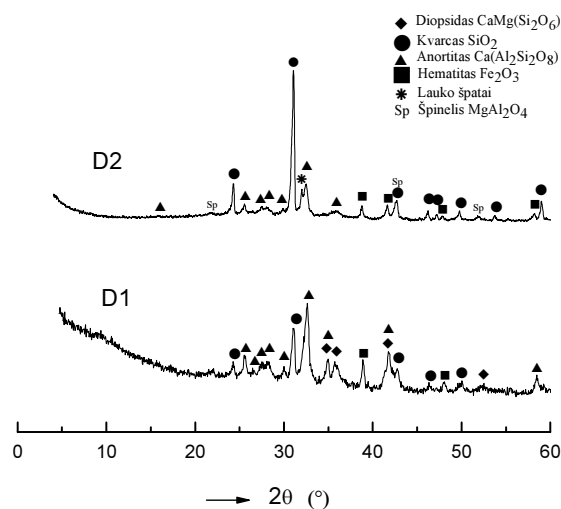 Diopsidas CaMg(Si₂O₆)
Kvarcas SiO₂
Anortitas Ca(Al₂Si₂O₈)
Hematitas Fe₂O₃
Lauko špatai
Sp Špinelis MgAl₂O₄
D2
Sp
Sp
Sp
D1
0 10 20 30 40 50 60
2θ (°)